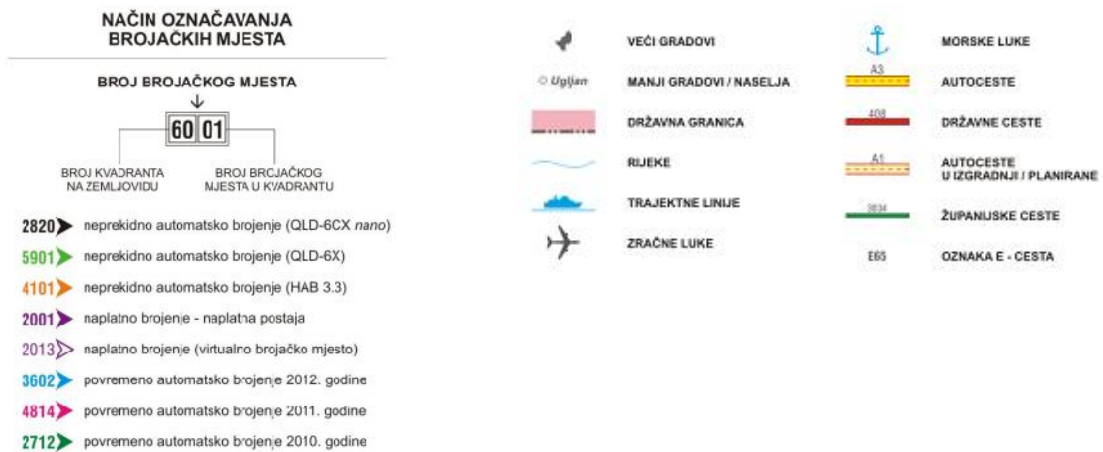 NAČIN OZNAČAVANJA
BROJAČKIH MJESTA
BROJ BROJAČKOG MJESTA
60 01
BROJ KVADRANTA
NA ZEMLJOVIDU
BROJ BROJAČKOG
MJESTA U KVADRANTU
2820 neprekidno automatsko brojenje (QLD-6CX nano)
5901 neprekidno automatsko brojenje (QLD-6X)
4101 neprekidno automatsko brojenje (HAB 3.3)
2001 naplatno brojenje - naplatna postaja
2013 naplatno brojenje (virtualno brojačko mjesto)
3602 povremeno automatsko brojenje 2012. godine
4814 povremeno automatsko brojenje 2011. godine
2712 povremeno automatsko brojenje 2010. godine
VEĆI GRADOVI
Ugljan MANJI GRADOVI / NASELJA
DRŽAVNA GRANICA
RIJEKE
TRAJEKTNE LINIJE
ZRAČNE LUKE
MORSKE LUKE
A3 AUTOCESTE
408 DRŽAVNE CESTE
A1 AUTOCESTE
U IZGRADNJI / PLANIRANE
ŽUPANIJSKE CESTE
E65 OZNAKA E - CESTA